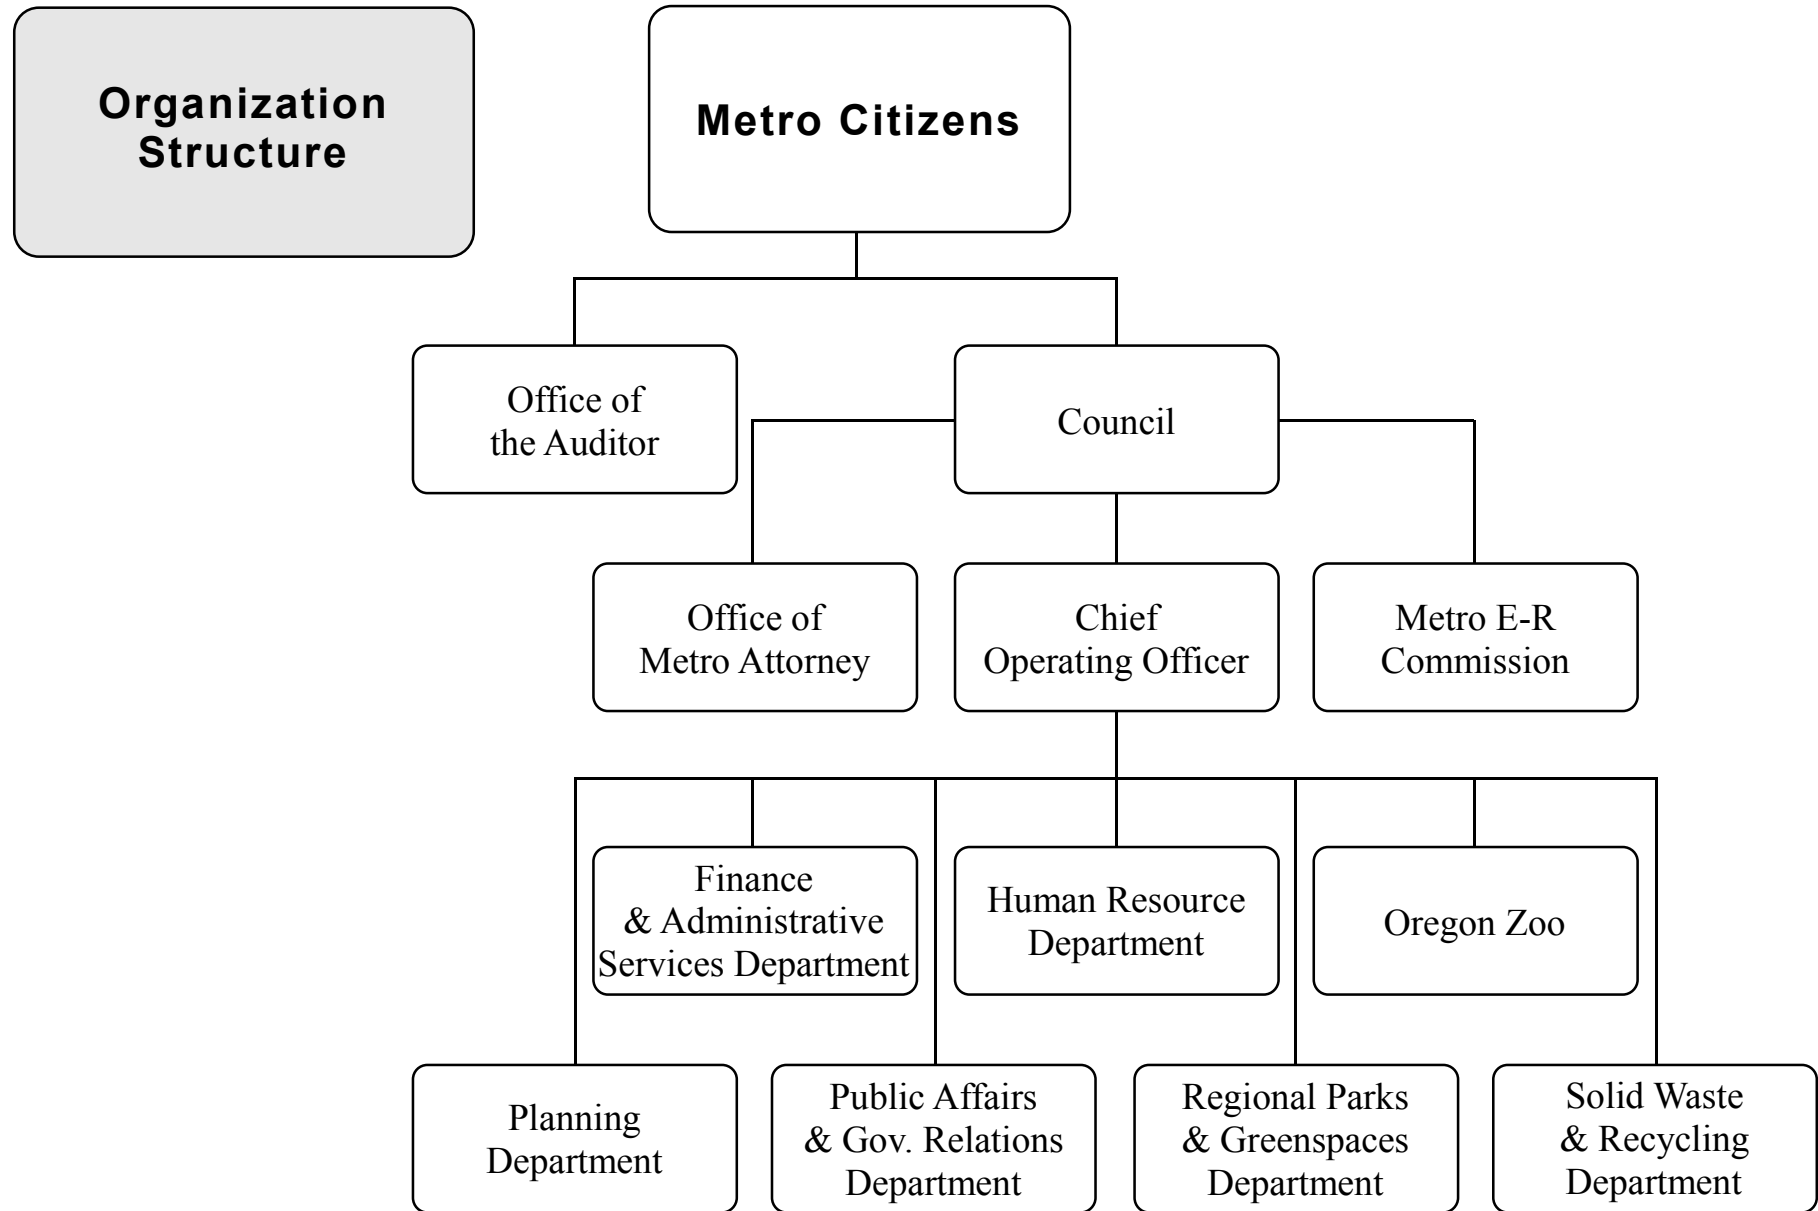 Organization
Structure
Metro Citizens
Office of
the Auditor
Council
Office of
Metro Attorney
Chief
Operating Officer
Metro E-R
Commission
Finance
& Administrative
Services Department
Human Resource
Department
Oregon Zoo
Planning
Department
Public Affairs
& Gov. Relations
Department
Regional Parks
& Greenspaces
Department
Solid Waste
& Recycling
Department